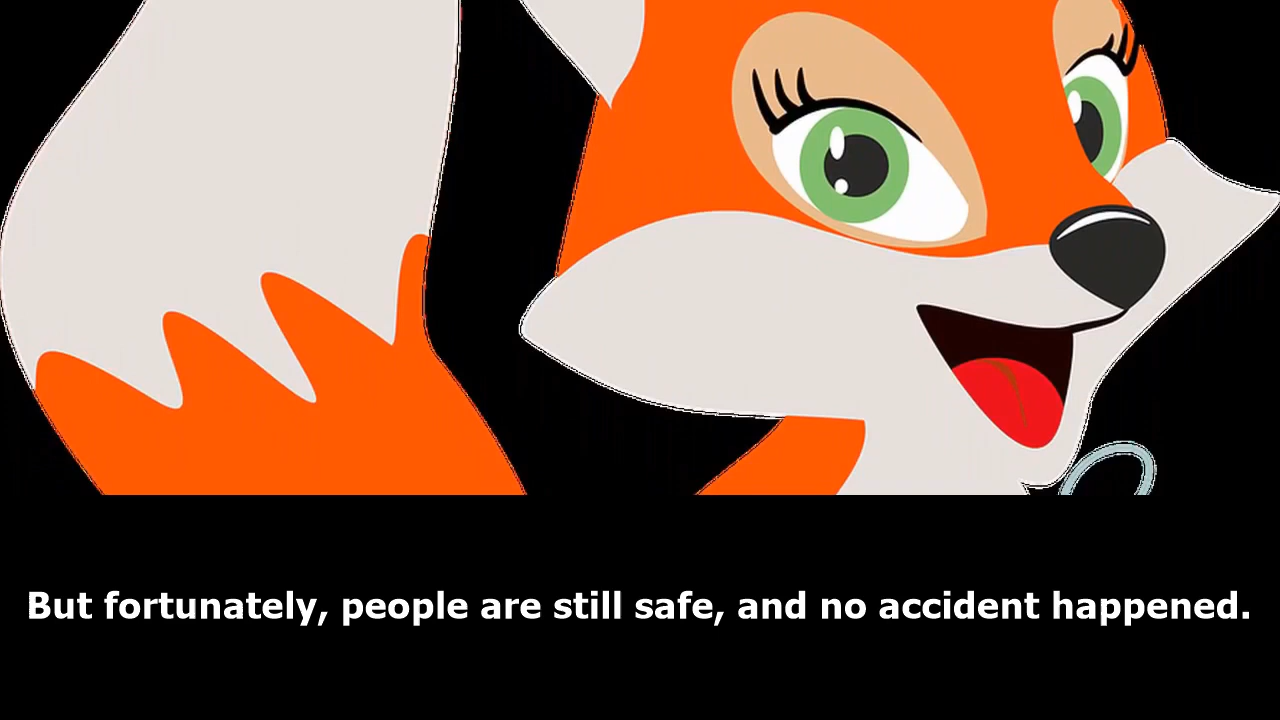 But fortunately, people are still safe, and no accident happened.